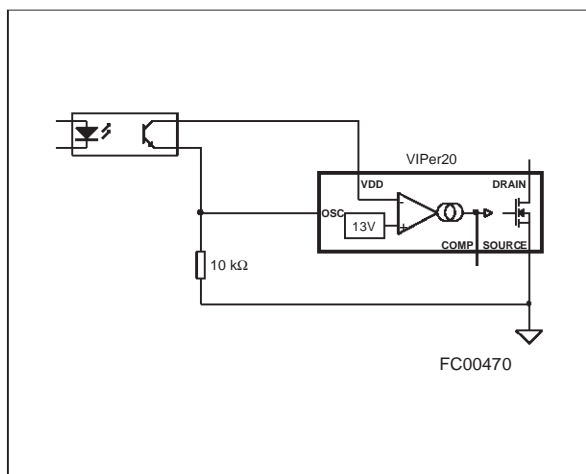 VIPer20
VDD
DRAIN
OSC
-
13V
+
COMP
SOURCE
10 kΩ
FC00470